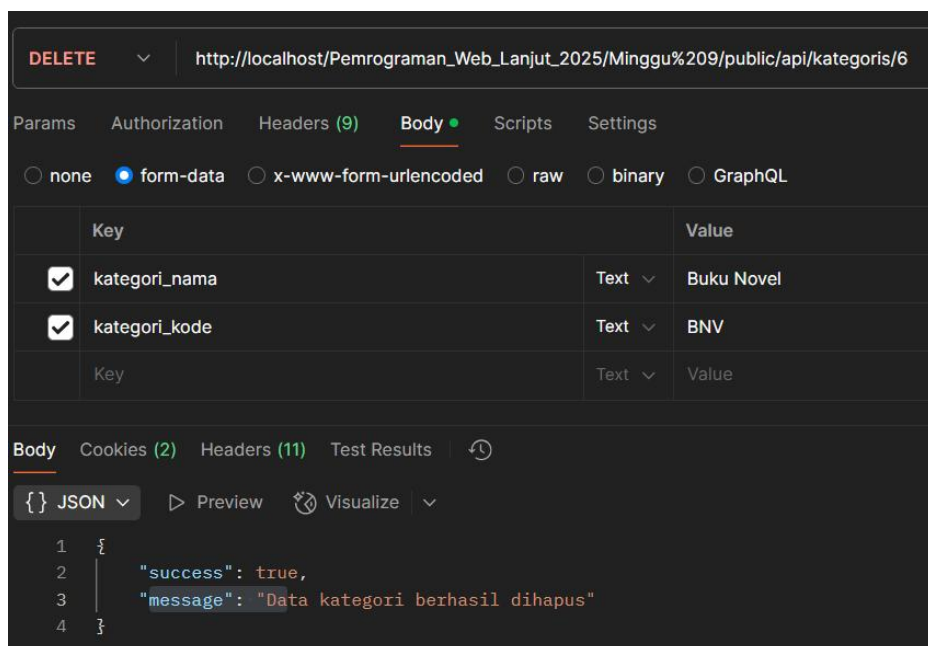 DELETE http://localhost/Pemrograman_Web_Lanjut_2025/Minggu%209/public/api/kategoris/6
Params Authorization Headers (9) Body Scripts Settings
none form-data x-www-form-urlencoded raw binary GraphQL
Key Value
kategori_nama Text Buku Novel
kategori_kode Text BNV
Key Text Value
Body Cookies (2) Headers (11) Test Results
{} JSON Preview Visualize
1 {
2 "success": true,
3 "message": "Data kategori berhasil dihapus"
4 }